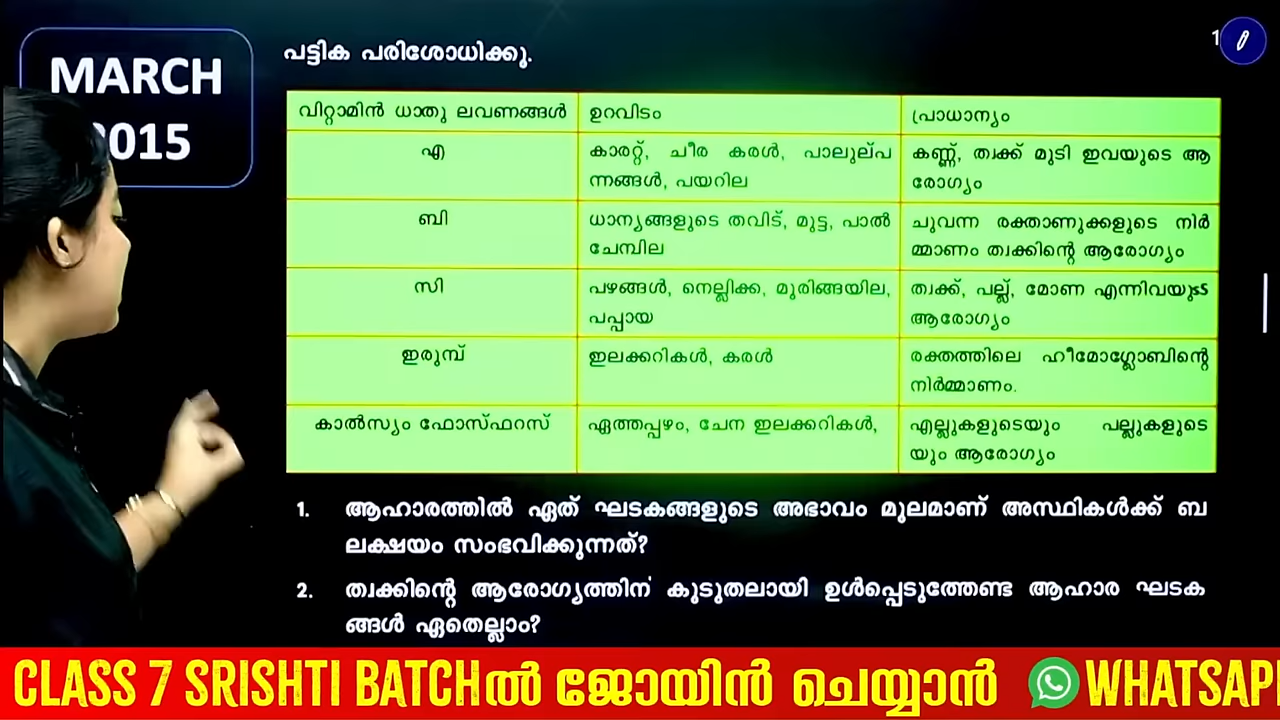 MARCH
2015
1
പട്ടിക പരിശോധിക്കൂ.
വിറ്റാമിൻ ധാതു ലവണങ്ങൾ ഉറവിടം പ്രാധാന്യം
എ
കാരറ്റ്, ചീര കരൾ, പാലുല്പ
ന്നങ്ങൾ, പയറില
കണ്ണ്, ത്വക്ക് മുടി ഇവയുടെ ആ
രോഗ്യം
ബി
ധാന്യങ്ങളുടെ തവിട്, മുട്ട, പാൽ
ചേമ്പില
ചുവന്ന രക്താണുക്കളുടെ നിർ
മ്മാണം ത്വക്കിന്റെ ആരോഗ്യം
സി
പഴങ്ങൾ, നെല്ലിക്ക, മുരിങ്ങയില,
പപ്പായ
ത്വക്ക്, പല്ല്, മോണ എന്നിവയുടെ
ആരോഗ്യം
ഇരുമ്പ്
ഇലക്കറികൾ, കരൾ
രക്തത്തിലെ ഹീമോഗ്ലോബിന്റെ
നിർമ്മാണം.
കാൽസ്യം ഫോസ്ഫറസ്
ഏത്തപ്പഴം, ചേന ഇലക്കറികൾ,
എല്ലുകളുടെയും പല്ലുകളുടെ
യും ആരോഗ്യം
1. ആഹാരത്തിൽ ഏത് ഘടകങ്ങളുടെ അഭാവം മൂലമാണ് അസ്ഥികൾക്ക് ബ
ലക്ഷയം സംഭവിക്കുന്നത്?
2. ത്വക്കിന്റെ ആരോഗ്യത്തിന് കൂടുതലായി ഉൾപ്പെടുത്തേണ്ട ആഹാര ഘടക
ങ്ങൾ ഏതെല്ലാം?
CLASS 7 SRISHTI BATCHൽ ജോയിൻ ചെയ്യാൻ WHATSAP